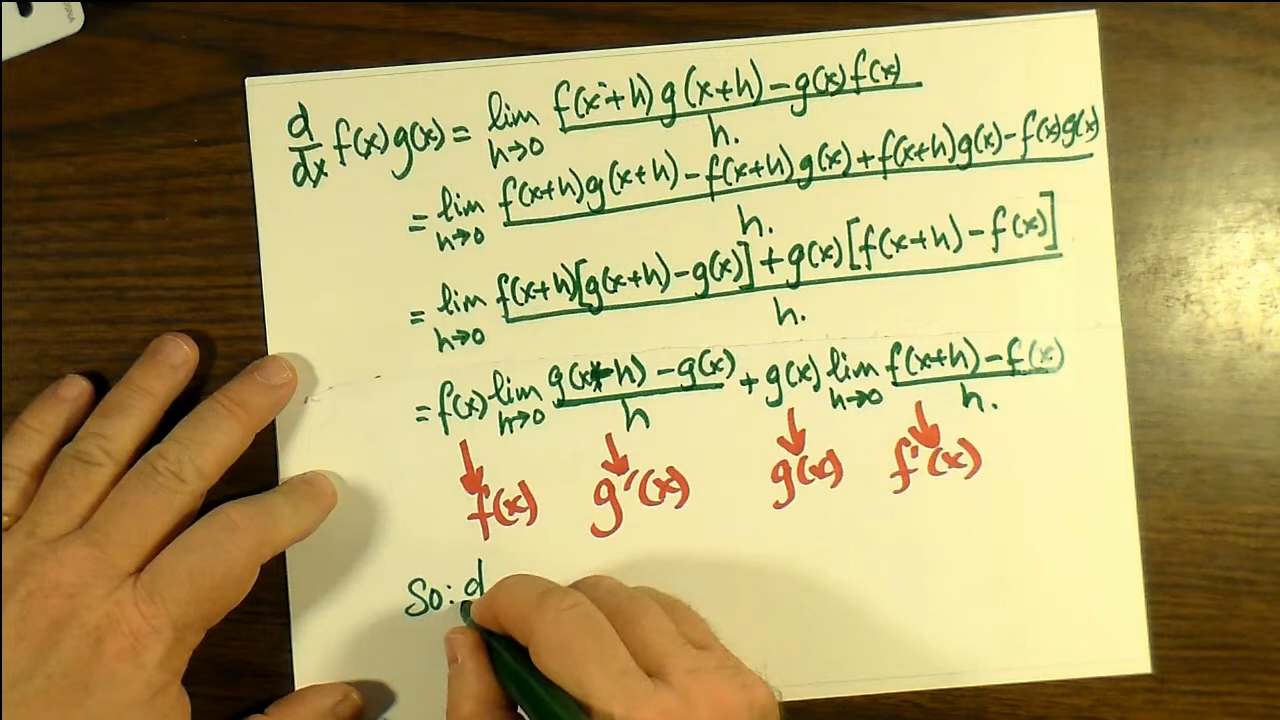 d/dx f(x)g(x) = lim h→0 f(x+h)g(x+h)-g(x)f(x) / h.
= lim h→0 f(x+h)g(x+h)-f(x+h)g(x)+f(x+h)g(x)-f(x)g(x) / h.
= lim h→0 f(x+h)[g(x+h)-g(x)]+g(x)[f(x+h)-f(x)] / h.
= f(x) lim h→0 g(x+h)-g(x) / h + g(x) lim h→0 f(x+h)-f(x) / h.
↓ ↓ ↓ ↓
f(x) g'(x) g(x) f'(x)
So: d